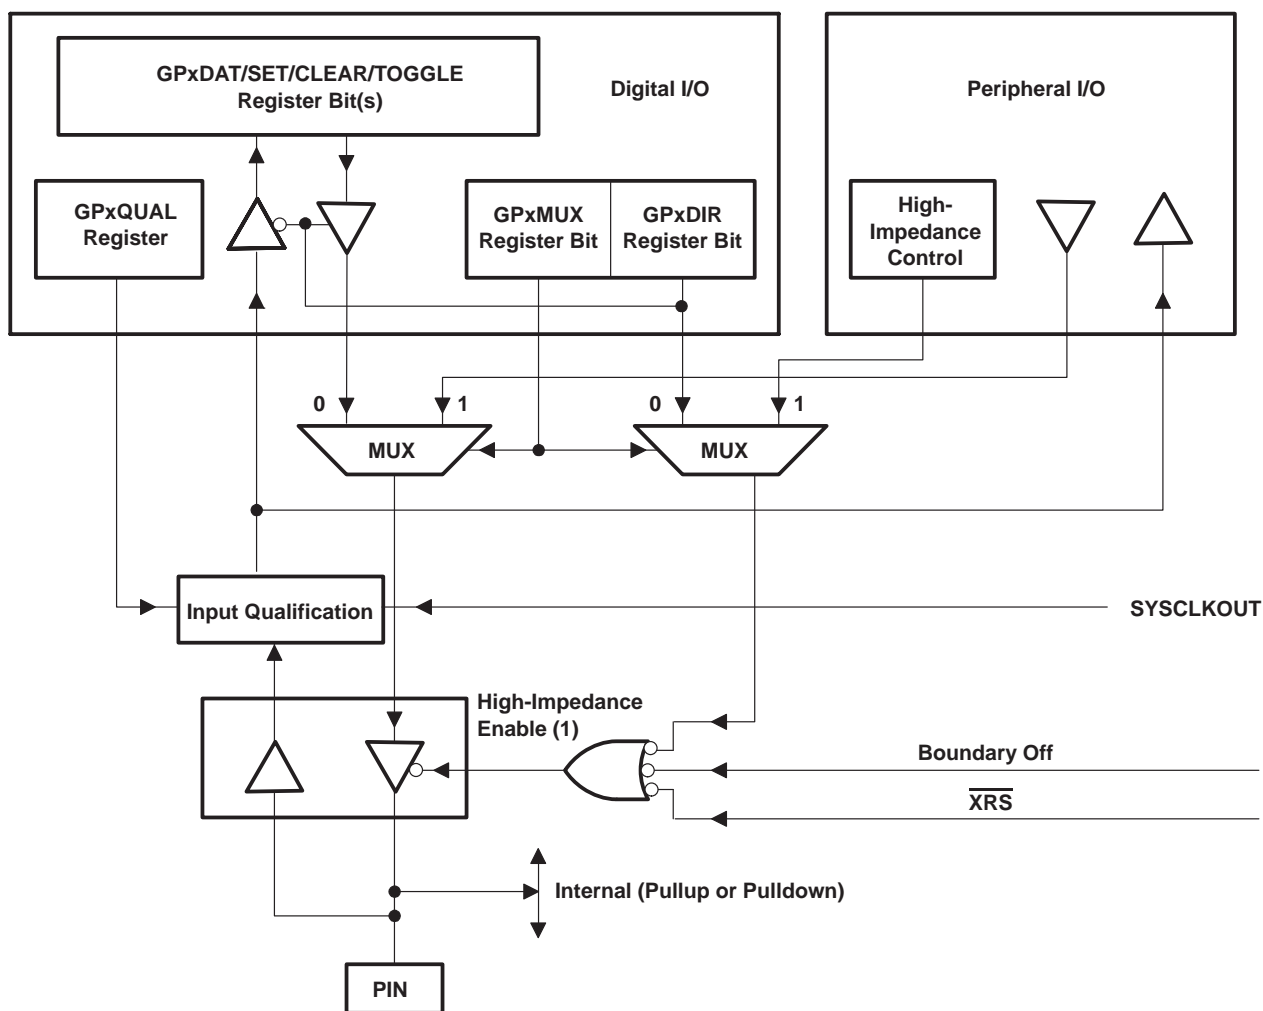 GPxDAT/SET/CLEAR/TOGGLE
Register Bit(s)
Digital I/O
Peripheral I/O
GPxQUAL
Register
GPxMUX
Register Bit
GPxDIR
Register Bit
High-
Impedance
Control
0
1
0
1
MUX
MUX
Input Qualification
SYSCLKOUT
High-Impedance
Enable (1)
Boundary Off
XRS
Internal (Pullup or Pulldown)
PIN